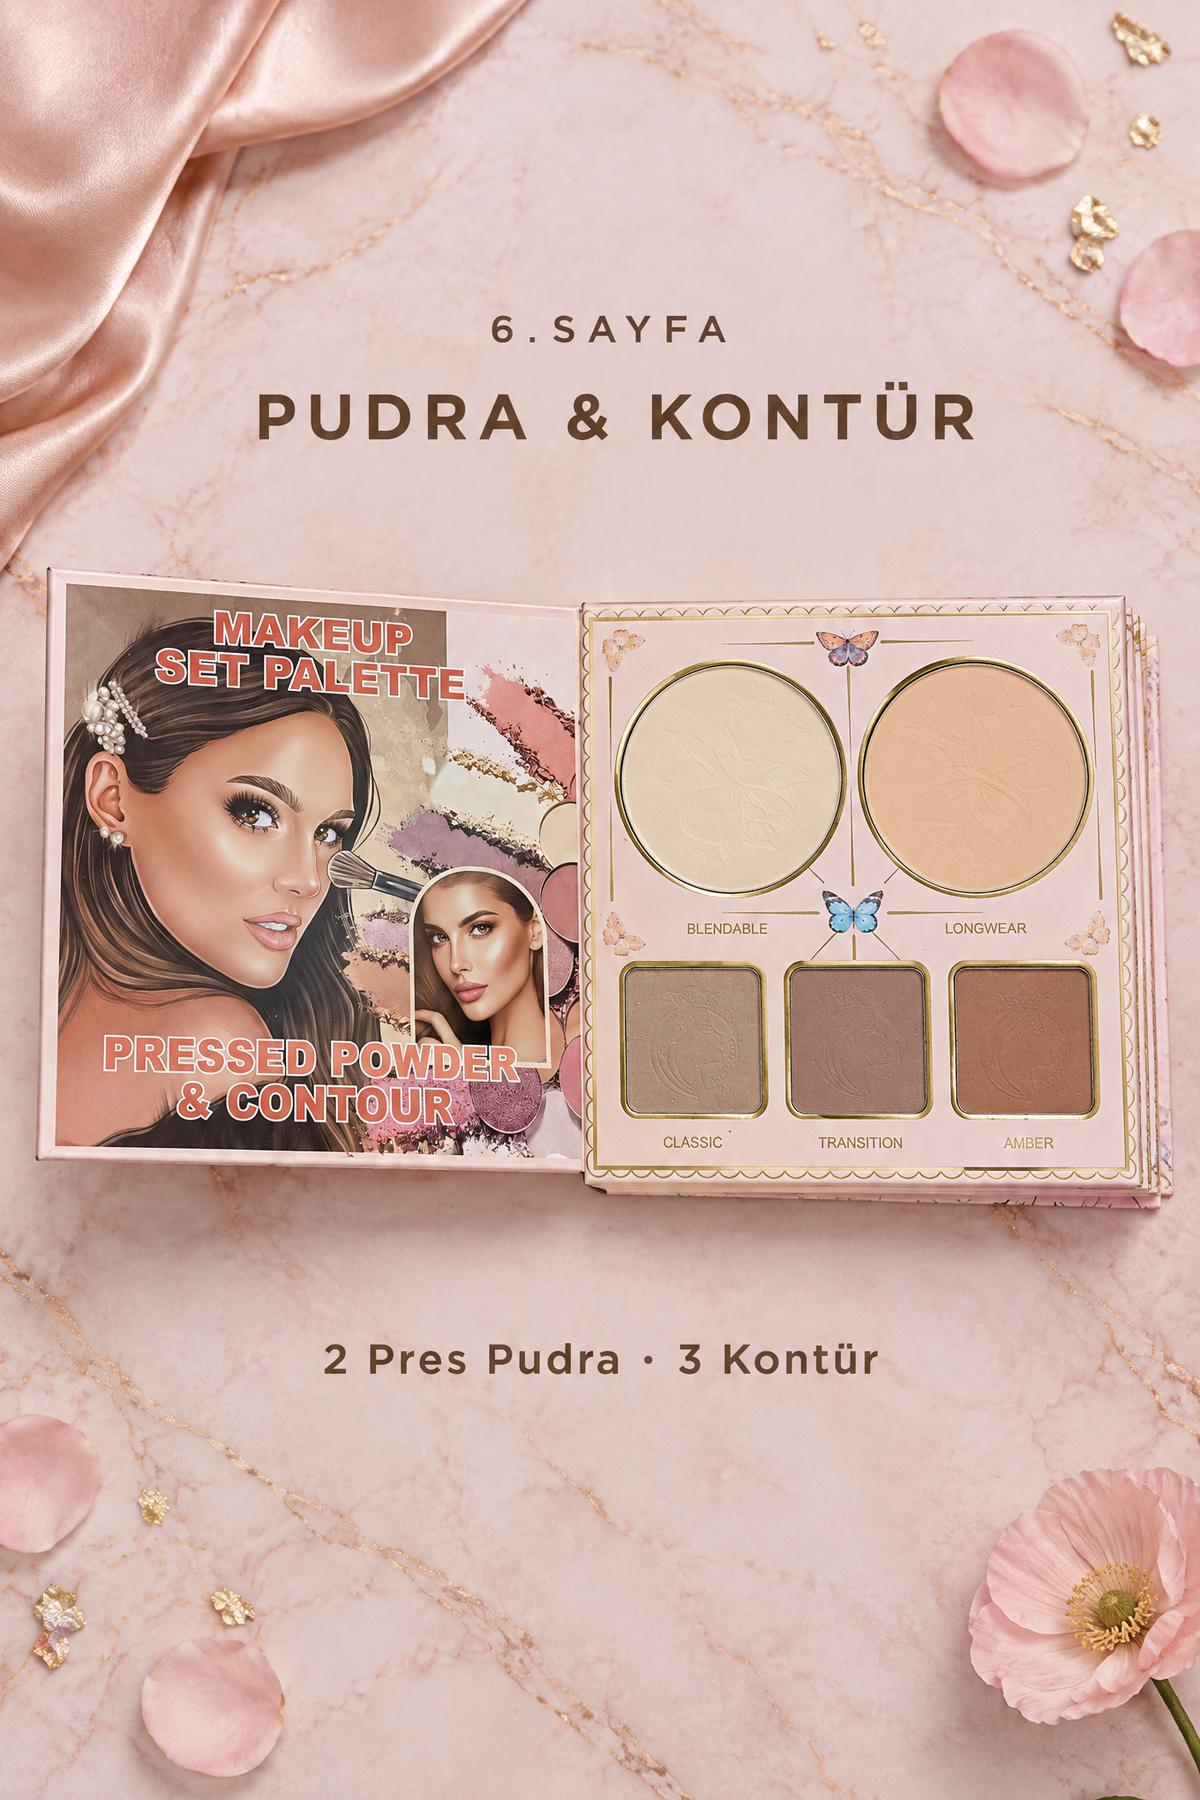 6. SAYFA
PUDRA & KONTÜR
MAKEUP
SET PALETTE
PRESSED POWDER
& CONTOUR
BLENDABLE
LONGWEAR
CLASSIC
TRANSITION
AMBER
2 Pres Pudra · 3 Kontür